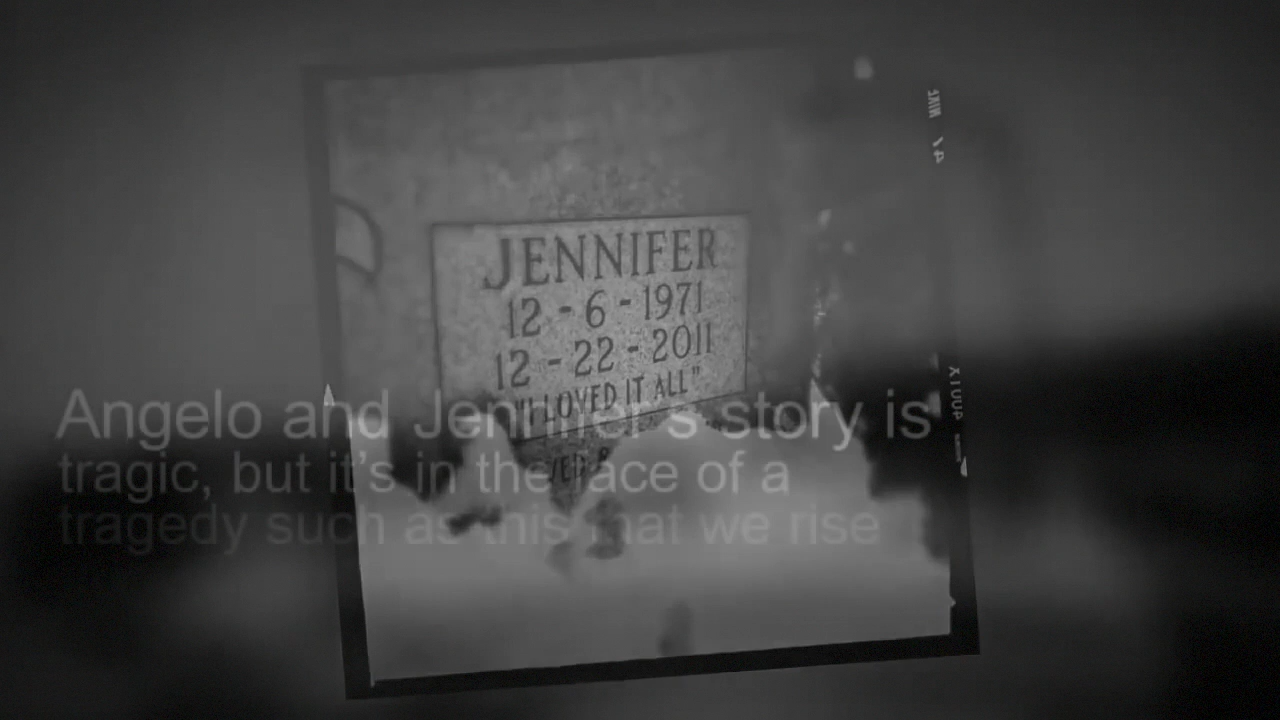 JENNIFER
12 - 6 - 1971
12 - 22 - 2011
"I LOVED IT ALL"
Angelo and Jennifer's story is
tragic, but it's in the face of a
tragedy such as this that we rise